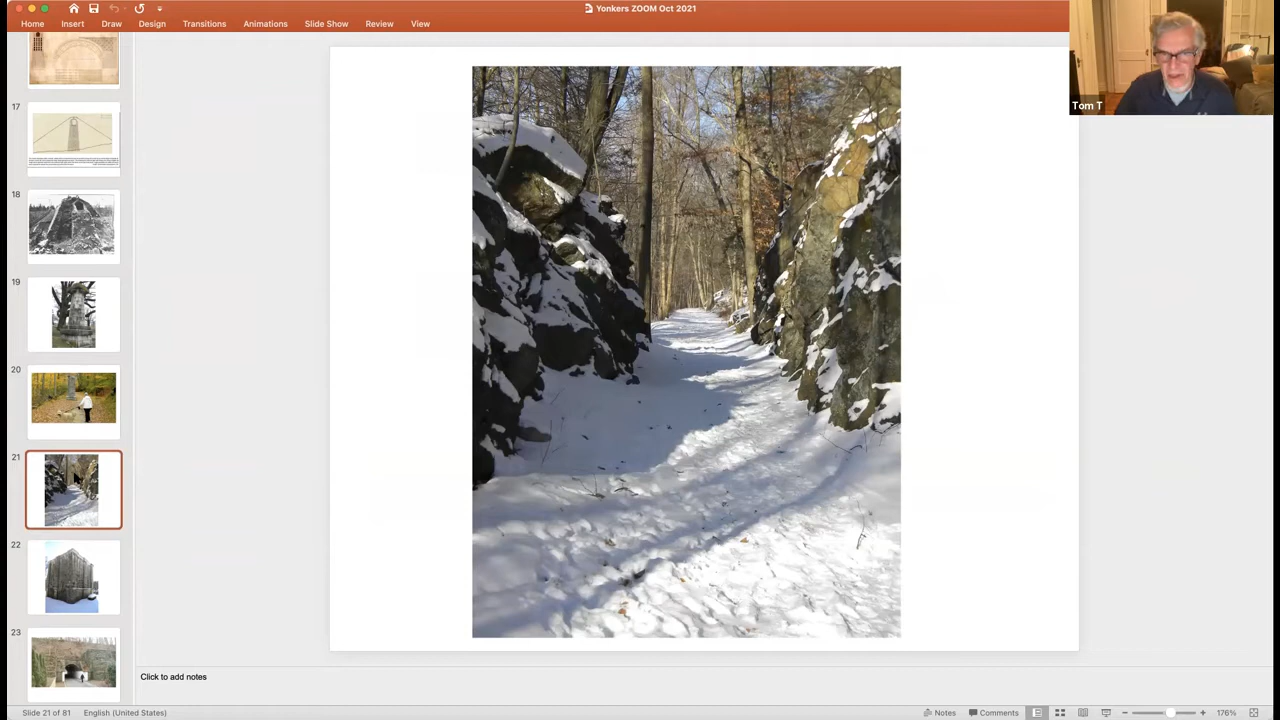 Yonkers ZOOM Oct 2021
Home Insert Draw Design Transitions Animations Slide Show Review View
Tom T
17
18
19
20
21
22
23
Click to add notes
Slide 21 of 81 English (United States) Notes Comments 176%